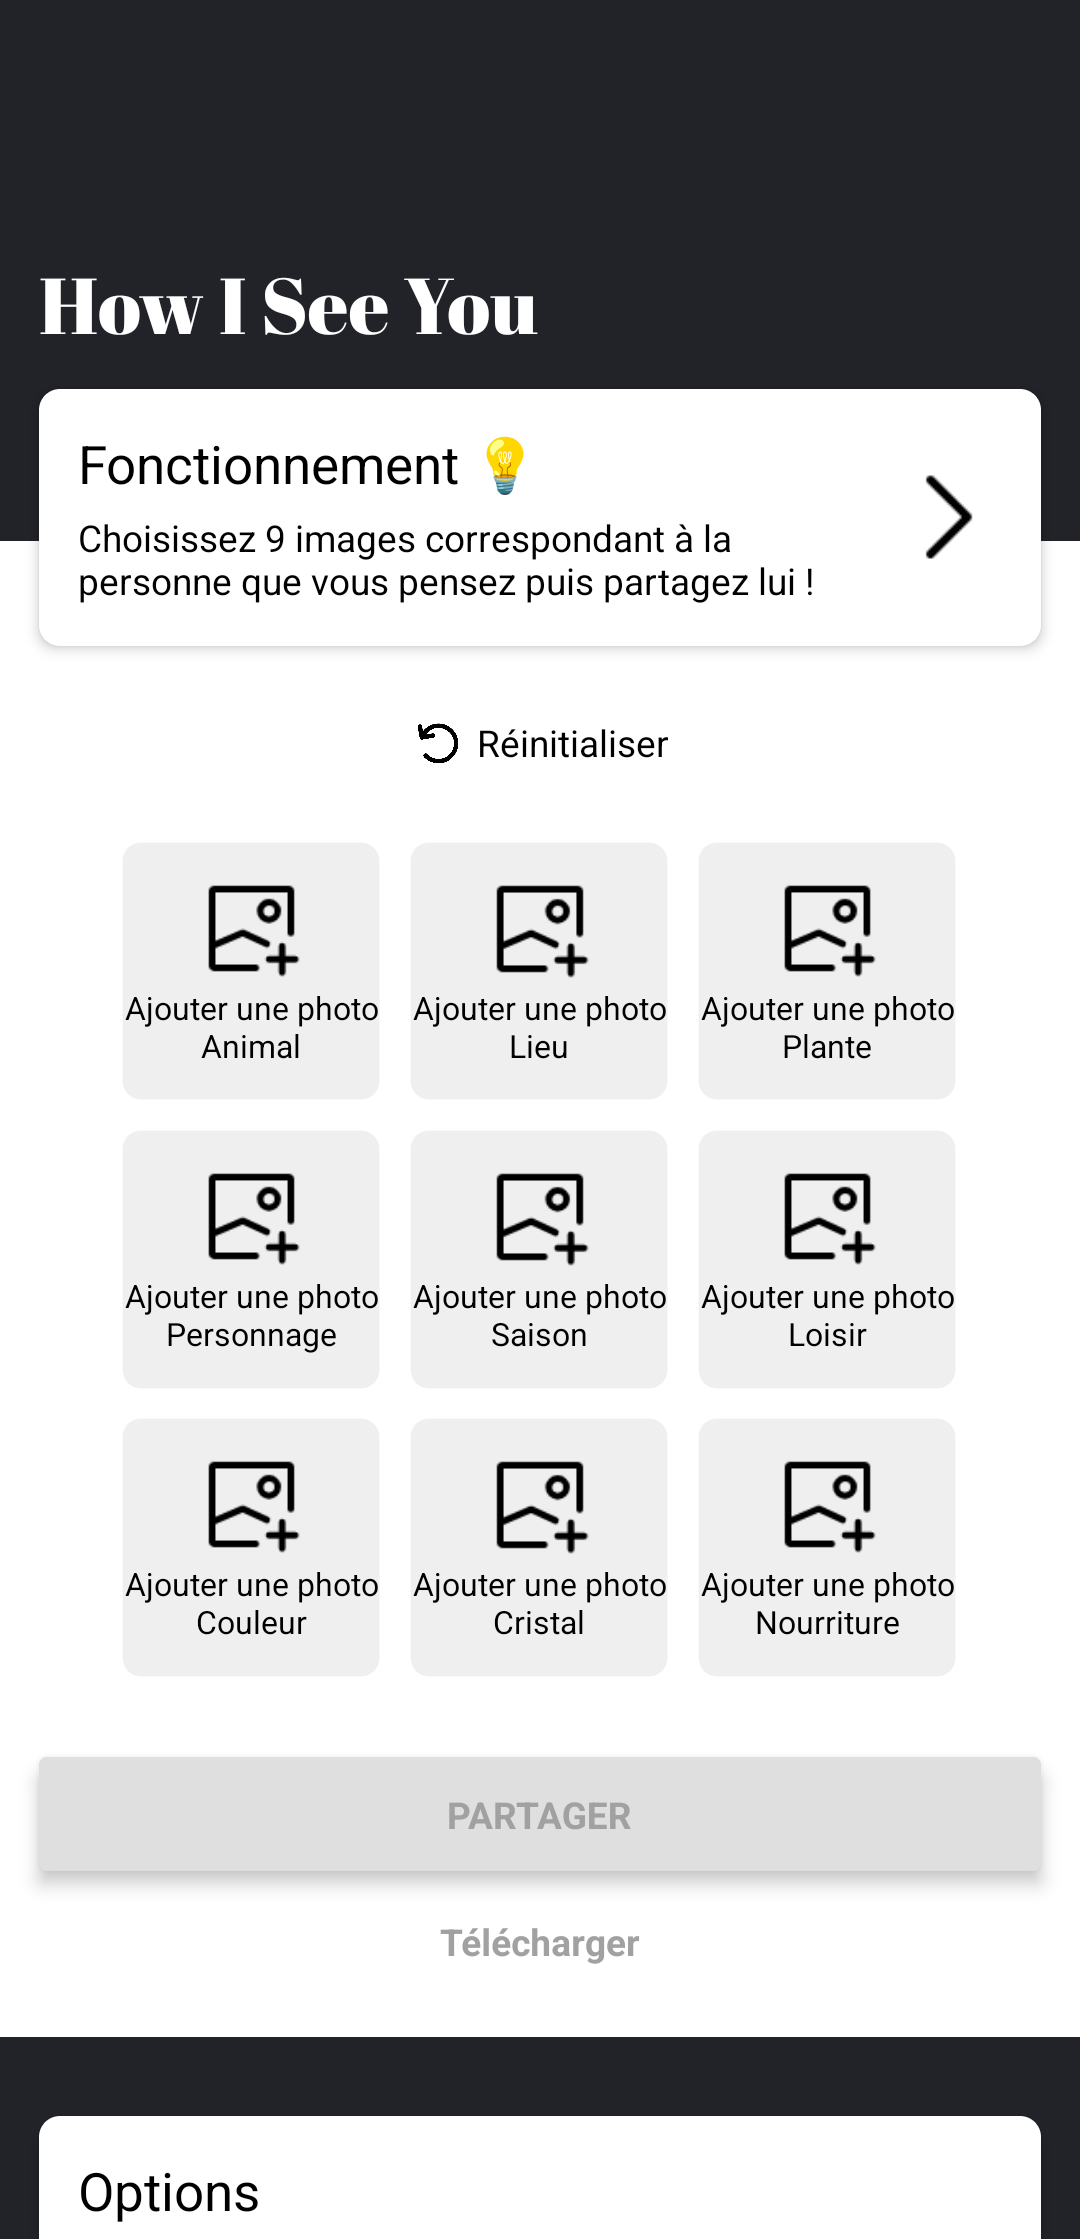 How I See You
Fonctionnement 💡
Choisissez 9 images correspondant à la
personne que vous pensez puis partagez lui !
Réinitialiser
Ajouter une photo
Animal
Ajouter une photo
Lieu
Ajouter une photo
Plante
Ajouter une photo
Personnage
Ajouter une photo
Saison
Ajouter une photo
Loisir
Ajouter une photo
Couleur
Ajouter une photo
Cristal
Ajouter une photo
Nourriture
PARTAGER
Télécharger
Options